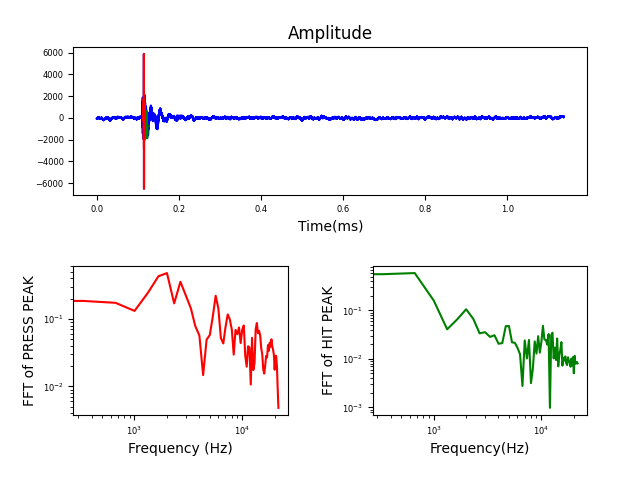 Amplitude
6000
4000
2000
0
−2000
−4000
−6000
0.0 0.2 0.4 0.6 0.8 1.0
Time(ms)
FFT of PRESS PEAK
10⁻¹
10⁻²
10³ 10⁴
Frequency (Hz)
FFT of HIT PEAK
10⁻¹
10⁻²
10⁻³
10³ 10⁴
Frequency(Hz)